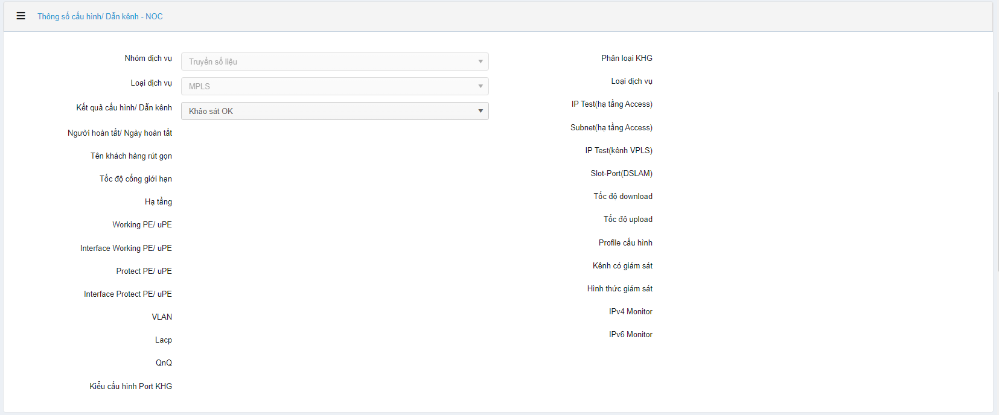 Thông số cấu hình/ Dẫn kênh - NOC
Nhóm dịch vụ
Truyền số liệu
Loại dịch vụ
MPLS
Kết quả cấu hình/ Dẫn kênh
Khảo sát OK
Người hoàn tất/ Ngày hoàn tất
Tên khách hàng rút gọn
Tốc độ cổng giới hạn
Hạ tầng
Working PE/ uPE
Interface Working PE/ uPE
Protect PE/ uPE
Interface Protect PE/ uPE
VLAN
Lacp
QnQ
Kiểu cấu hình Port KHG
Phân loại KHG
Loại dịch vụ
IP Test(hạ tầng Access)
Subnet(hạ tầng Access)
IP Test(kênh VPLS)
Slot-Port(DSLAM)
Tốc độ download
Tốc độ upload
Profile cấu hình
Kênh có giám sát
Hình thức giám sát
IPv4 Monitor
IPv6 Monitor